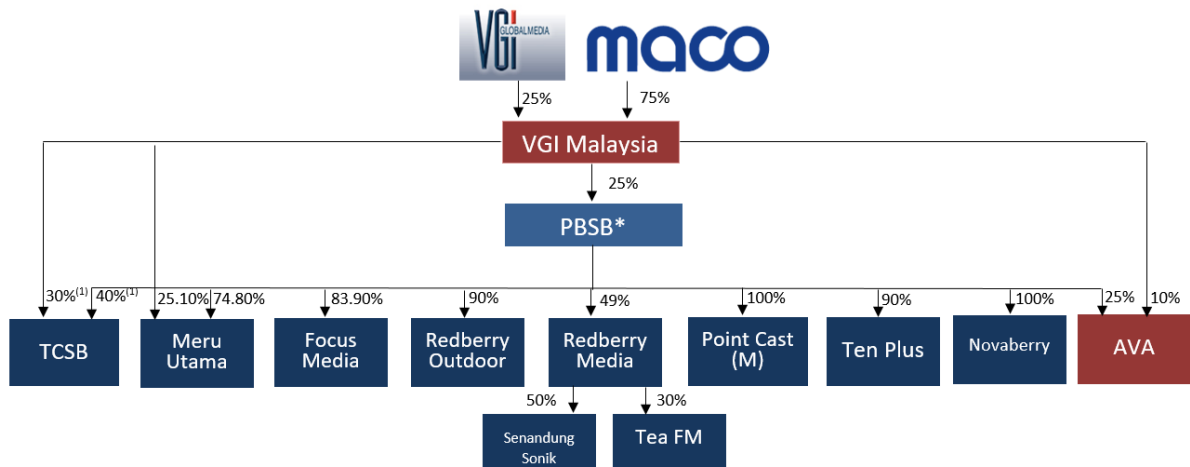 VGi GLOBALMEDIA maco
25% 75%
VGI Malaysia
25%
PBSB*
30%(1) 40%(1) 25.10% 74.80% 83.90% 90% 49% 100% 90% 100% 25% 10%
TCSB
Meru
Utama
Focus
Media
Redberry
Outdoor
Redberry
Media
Point Cast
(M)
Ten Plus
Novaberry
AVA
50% 30%
Senandung
Sonik
Tea FM